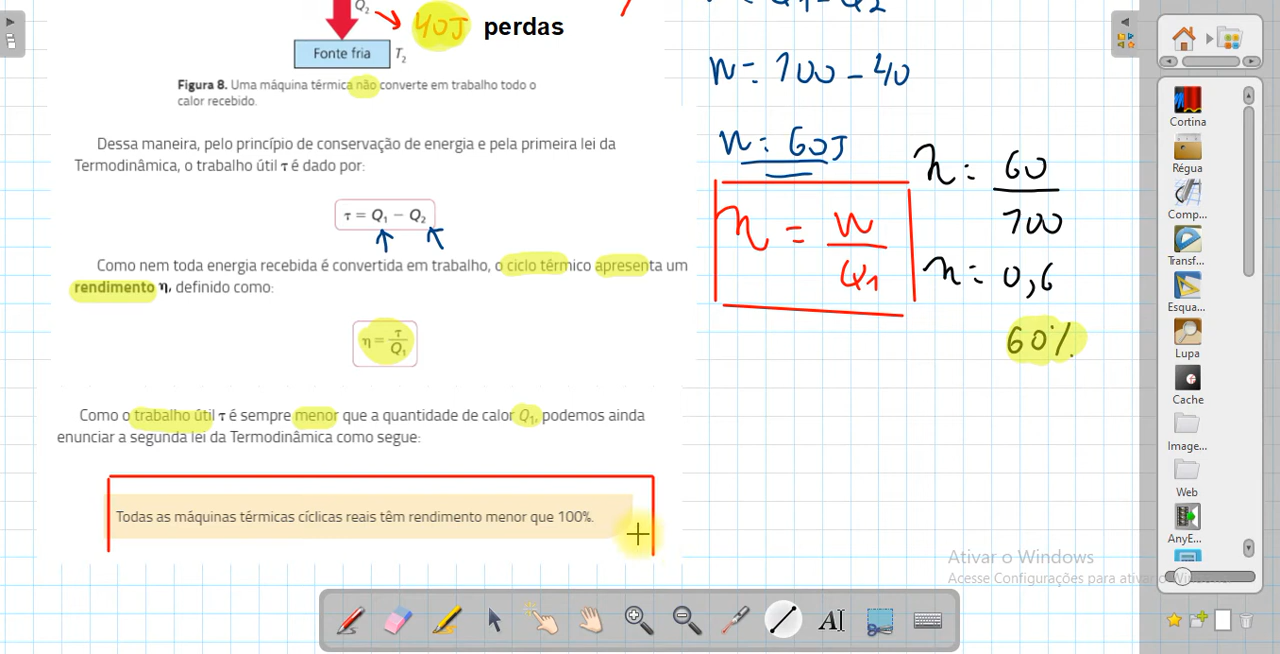 Q2
40J perdas
Fonte fria T2
Figura 8. Uma máquina térmica não converte em trabalho todo o
calor recebido.
Dessa maneira, pelo princípio de conservação de energia e pela primeira lei da
Termodinâmica, o trabalho útil τ é dado por:
τ = Q1 − Q2
Como nem toda energia recebida é convertida em trabalho, o ciclo térmico apresenta um
rendimento η, definido como:
η = τ
Q1
Como o trabalho útil τ é sempre menor que a quantidade de calor Q1, podemos ainda
enunciar a segunda lei da Termodinâmica como segue:
Todas as máquinas térmicas cíclicas reais têm rendimento menor que 100%.
W = 100 − 40
W = 60J
η = W
Q1
η = 60
100
η = 0,6
60%
Cortina
Régua
Comp...
Transf...
Esqua...
Lupa
Cache
Image...
Web
AnyE...
Ativar o Windows
Acesse Configurações para ativar o Windows.
AI